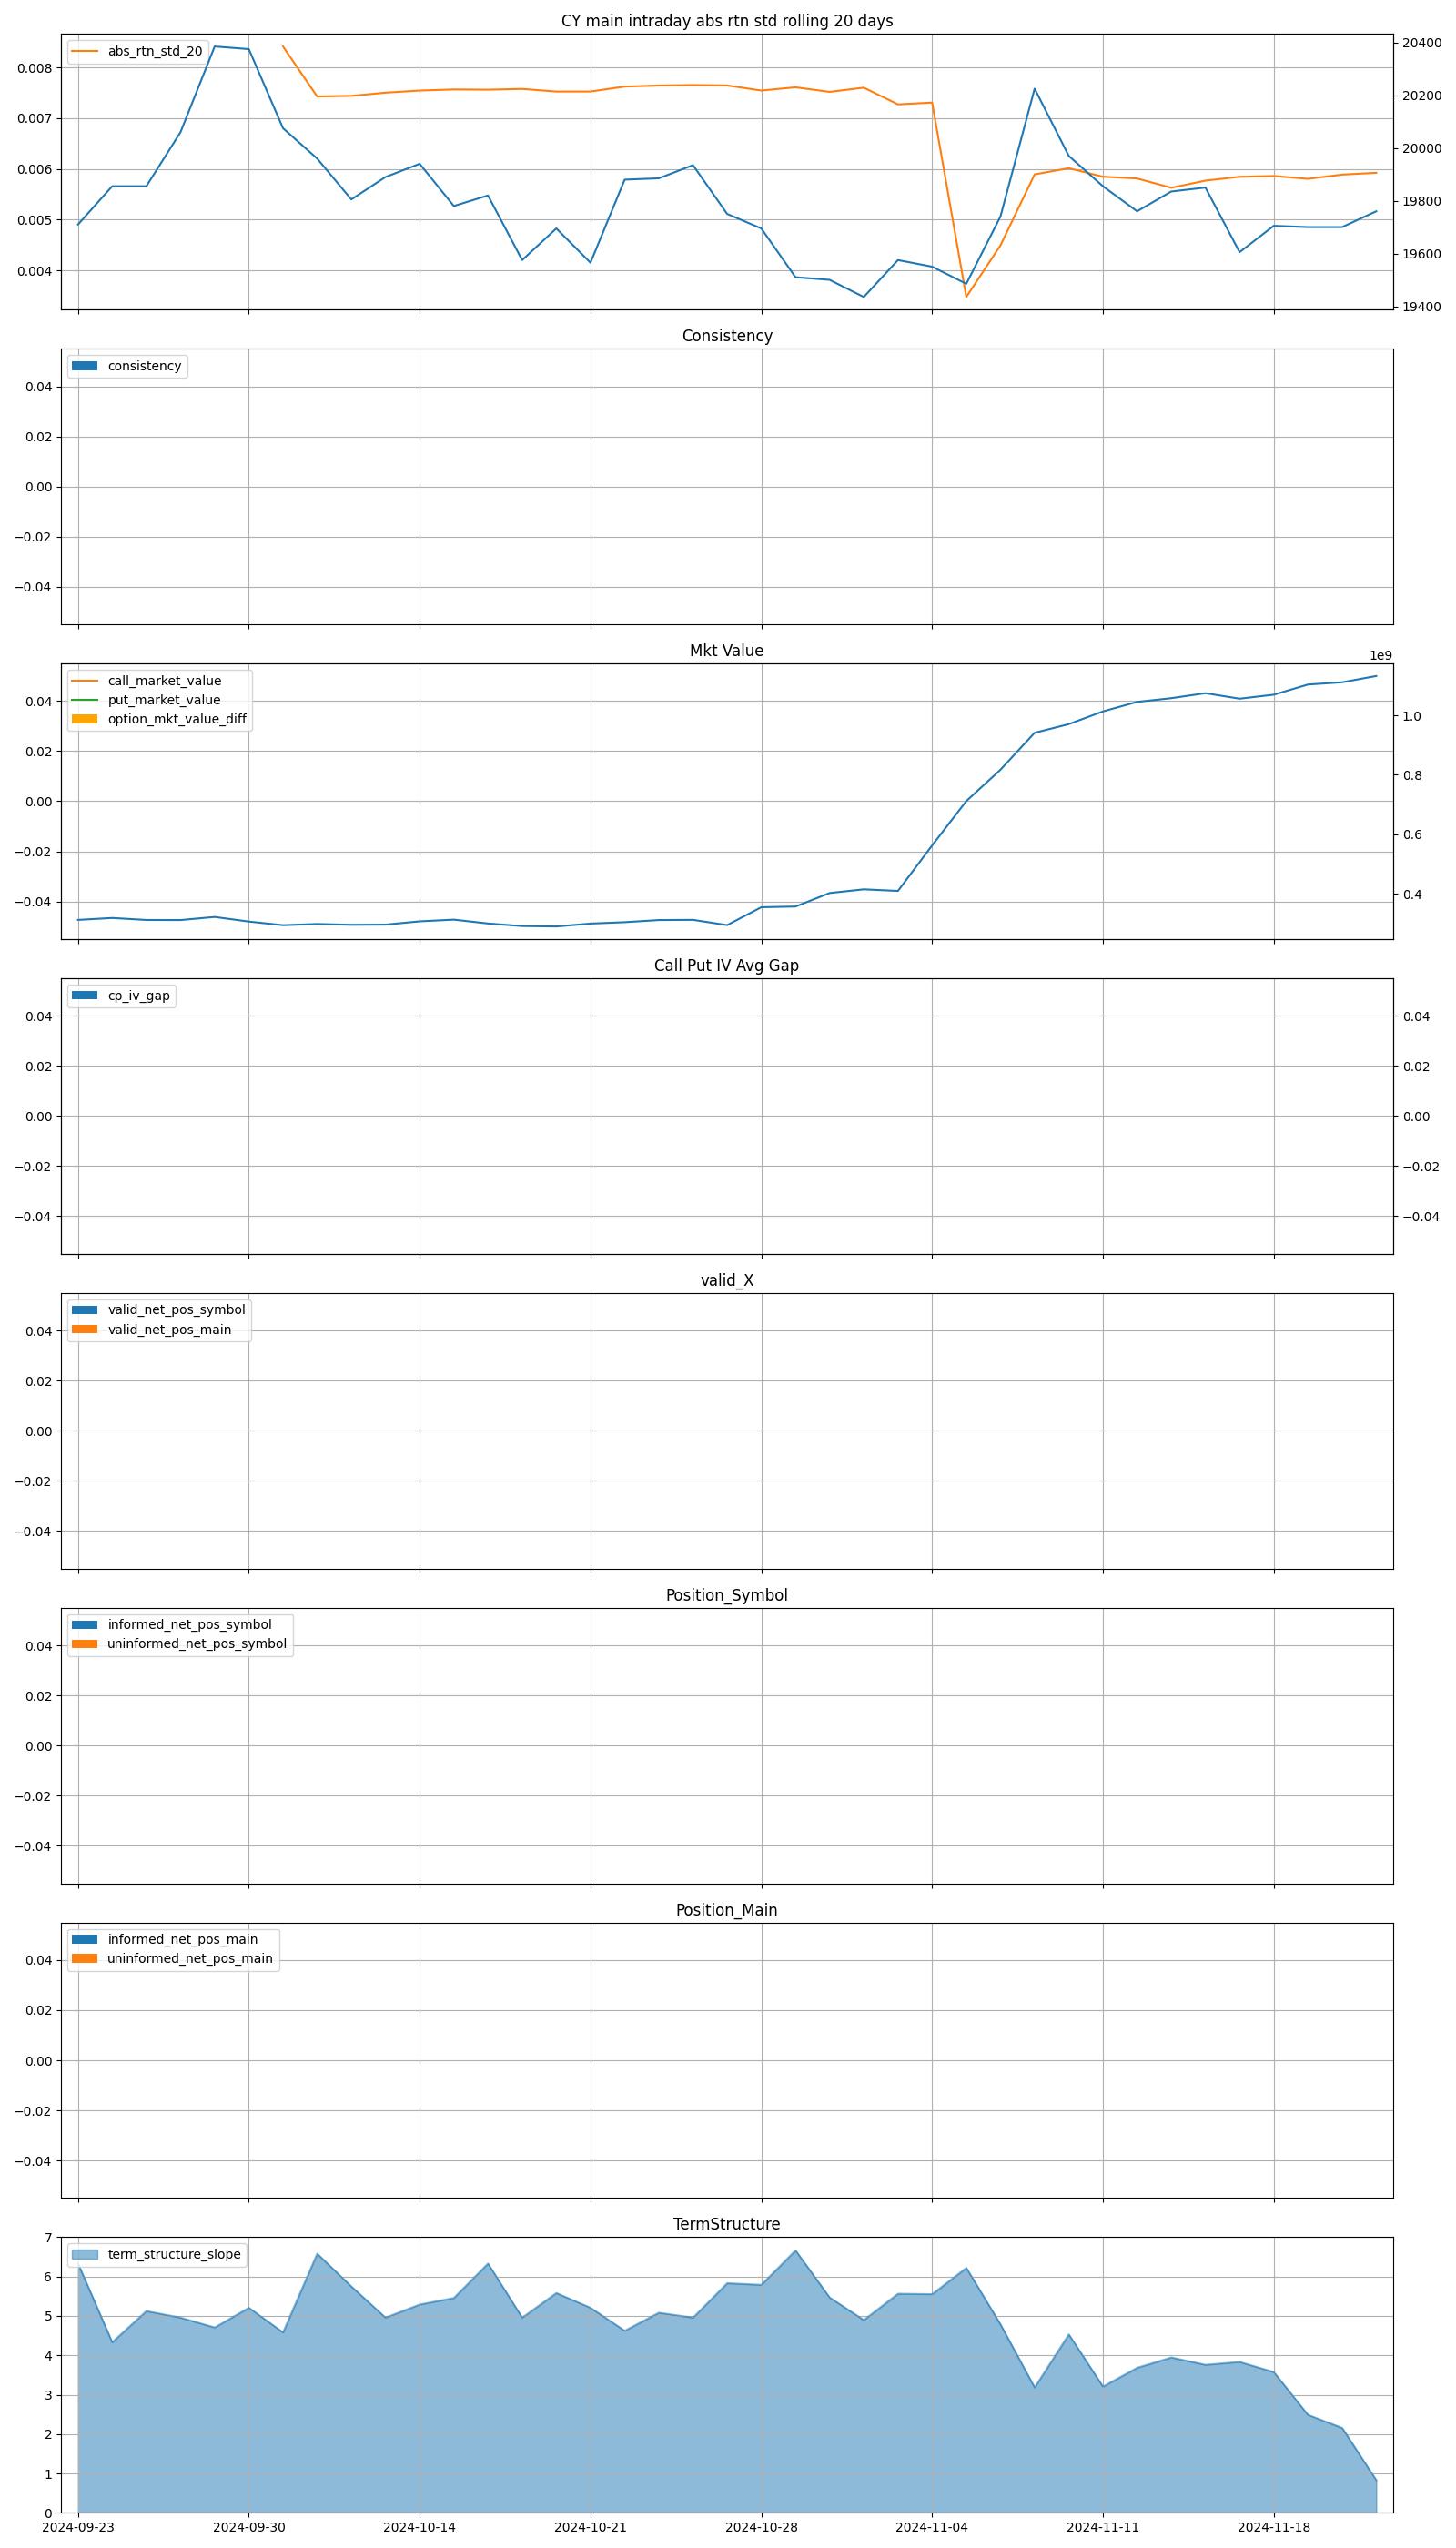 CY main intraday abs rtn std rolling 20 days
abs_rtn_std_20
0.008
0.007
0.006
0.005
0.004
20400
20200
20000
19800
19600
19400
Consistency
consistency
0.04
0.02
0.00
−0.02
−0.04
Mkt Value
1e9
call_market_value
put_market_value
option_mkt_value_diff
0.04
0.02
0.00
−0.02
−0.04
1.0
0.8
0.6
0.4
Call Put IV Avg Gap
cp_iv_gap
0.04
0.02
0.00
−0.02
−0.04
0.04
0.02
0.00
−0.02
−0.04
valid_X
valid_net_pos_symbol
valid_net_pos_main
0.04
0.02
0.00
−0.02
−0.04
Position_Symbol
informed_net_pos_symbol
uninformed_net_pos_symbol
0.04
0.02
0.00
−0.02
−0.04
Position_Main
informed_net_pos_main
uninformed_net_pos_main
0.04
0.02
0.00
−0.02
−0.04
TermStructure
term_structure_slope
7
6
5
4
3
2
1
0
2024-09-23 2024-09-30 2024-10-14 2024-10-21 2024-10-28 2024-11-04 2024-11-11 2024-11-18